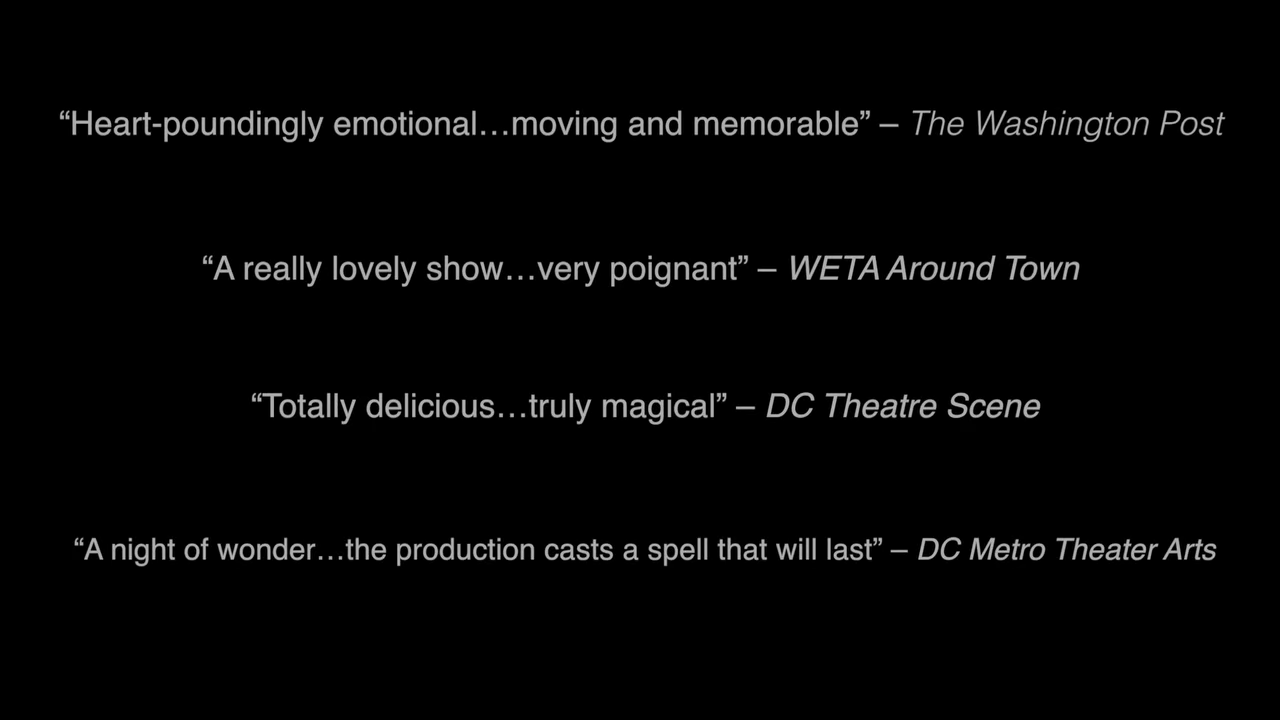 “Heart-poundingly emotional…moving and memorable” – The Washington Post
“A really lovely show…very poignant” – WETA Around Town
“Totally delicious…truly magical” – DC Theatre Scene
“A night of wonder…the production casts a spell that will last” – DC Metro Theater Arts